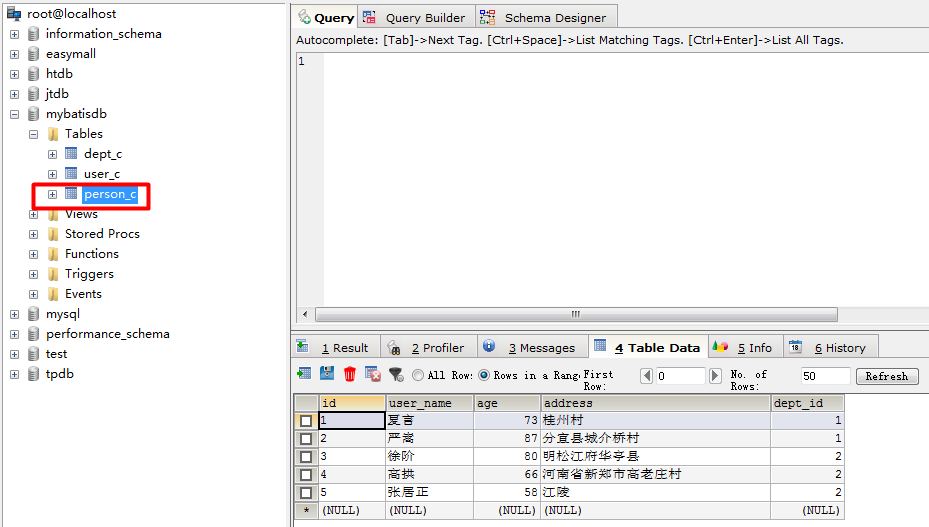 root@localhost
information_schema
easymall
htdb
jtdb
mybatisdb
Tables
dept_c
user_c
person_c
Views
Stored Procs
Functions
Triggers
Events
mysql
performance_schema
test
tpdb
Query Query Builder Schema Designer
Autocomplete: [Tab]->Next Tag. [Ctrl+Space]->List Matching Tags. [Ctrl+Enter]->List All Tags.
1
1 Result 2 Profiler 3 Messages 4 Table Data 5 Info 18 6 History
All Row: Rows in a Rang First Row: 0 No. of Rows: 50 Refresh
id user_name age address dept_id
1 夏言 73 桂州村 1
2 严嵩 87 分宜县城介桥村 1
3 徐阶 80 明松江府华亭县 2
4 高拱 66 河南省新郑市高老庄村 2
5 张居正 58 江陵 2
* (NULL) (NULL) (NULL) (NULL) (NULL)